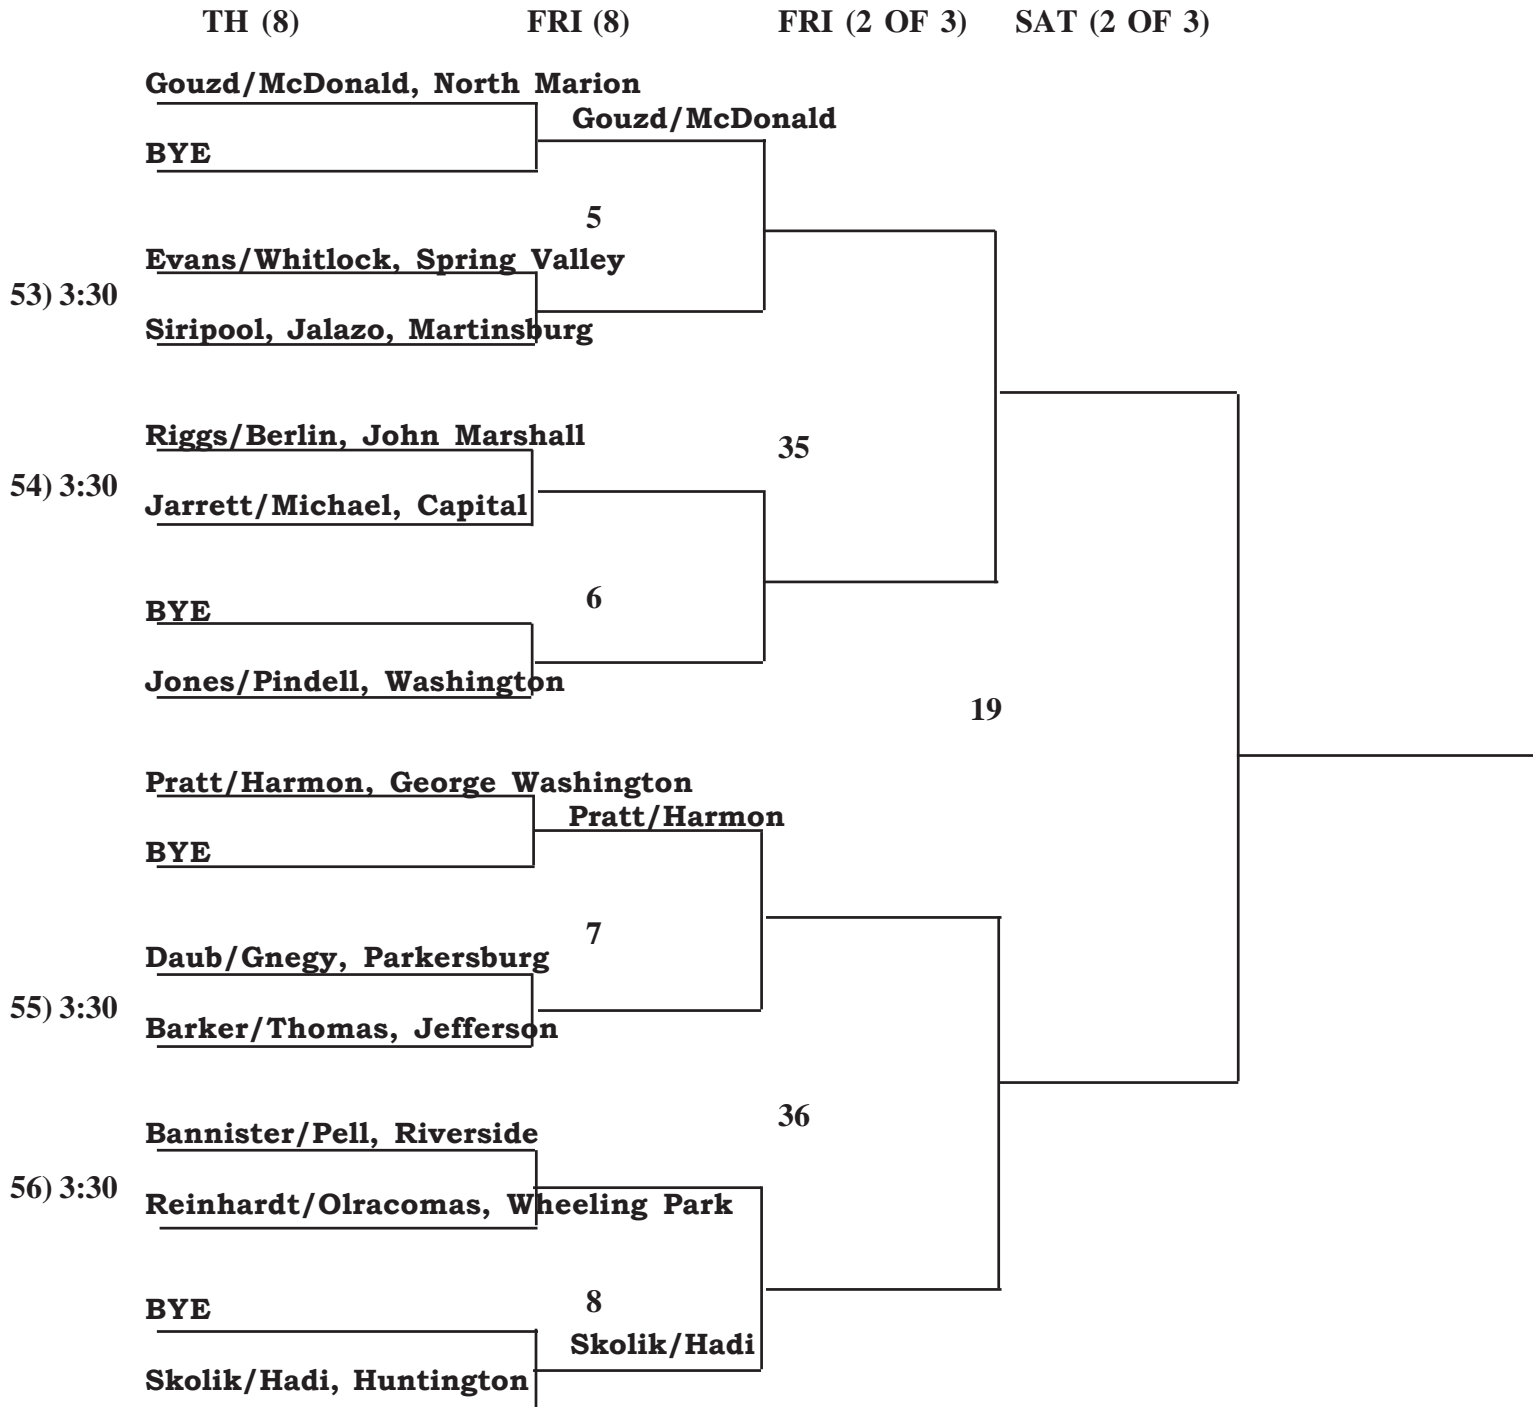 TH (8) FRI (8) FRI (2 OF 3) SAT (2 OF 3)
Gouzd/McDonald, North Marion
Gouzd/McDonald
BYE
5
Evans/Whitlock, Spring Valley
53) 3:30
Siripool, Jalazo, Martinsburg
Riggs/Berlin, John Marshall
35
54) 3:30
Jarrett/Michael, Capital
BYE
6
Jones/Pindell, Washington
19
Pratt/Harmon, George Washington
Pratt/Harmon
BYE
7
Daub/Gnegy, Parkersburg
55) 3:30
Barker/Thomas, Jefferson
36
Bannister/Pell, Riverside
56) 3:30
Reinhardt/Olracomas, Wheeling Park
BYE
8
Skolik/Hadi
Skolik/Hadi, Huntington